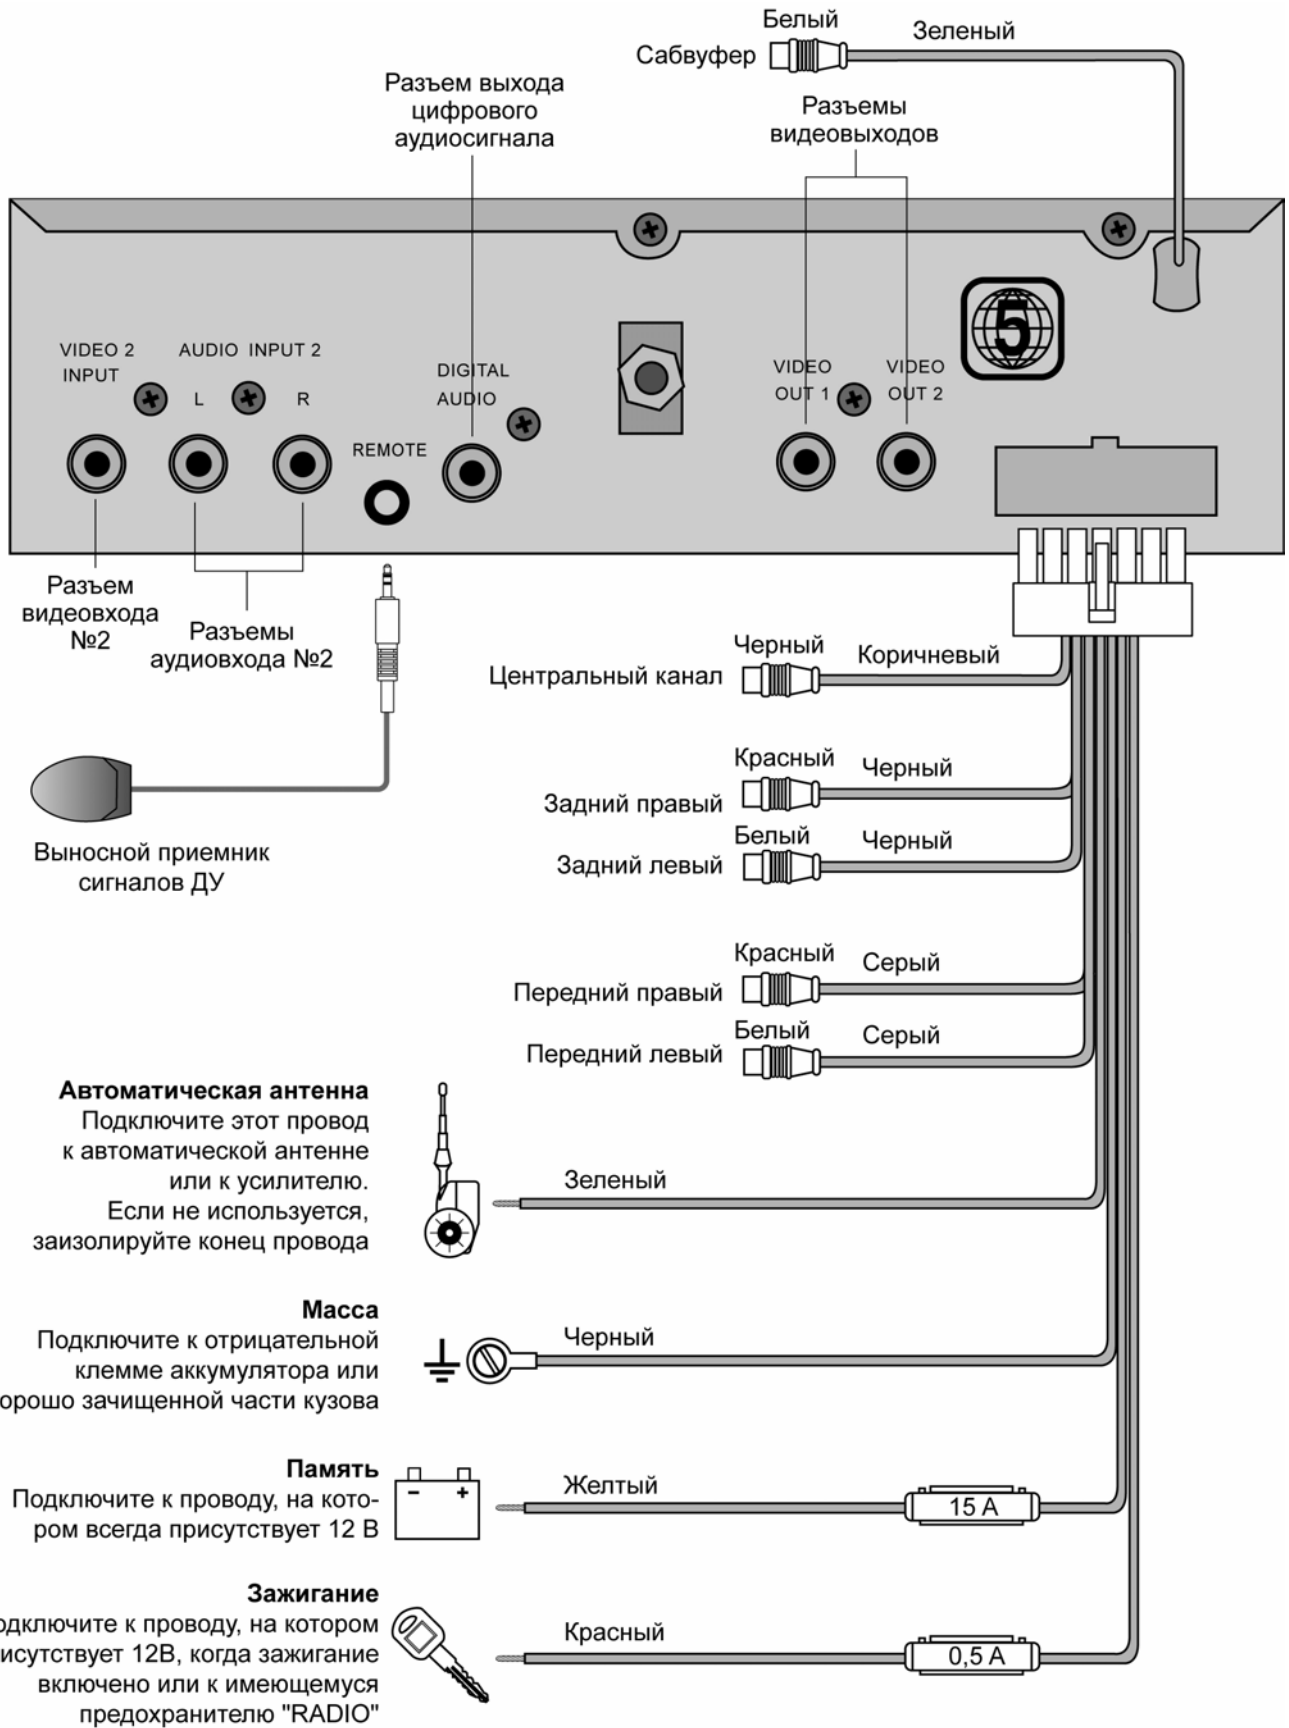 Белый
Зеленый
Сабвуфер
Разъем выхода
цифрового
аудиосигнала
Разъемы
видеовыходов
5
VIDEO 2
INPUT
AUDIO INPUT 2
L
R
REMOTE
DIGITAL
AUDIO
VIDEO
OUT 1
VIDEO
OUT 2
Разъем
видеовхода
№2
Разъемы
аудиовхода №2
Выносной приемник
сигналов ДУ
Черный
Коричневый
Центральный канал
Красный
Черный
Задний правый
Белый
Черный
Задний левый
Красный
Серый
Передний правый
Белый
Серый
Передний левый
Автоматическая антенна
Подключите этот провод
к автоматической антенне
или к усилителю.
Если не используется,
заизолируйте конец провода
Зеленый
Масса
Подключите к отрицательной
клемме аккумулятора или
орошо зачищенной части кузова
Черный
Память
Подключите к проводу, на кото-
ром всегда присутствует 12 В
- +
Желтый
15 А
Зажигание
одключите к проводу, на котором
исутствует 12В, когда зажигание
включено или к имеющемуся
предохранителю "RADIO"
Красный
0,5 А